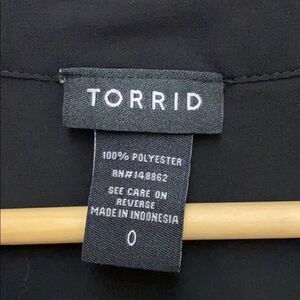 TORRID
100% POLYESTER
RN#148862
SEE CARE ON
REVERSE
MADE IN INDONESIA
0